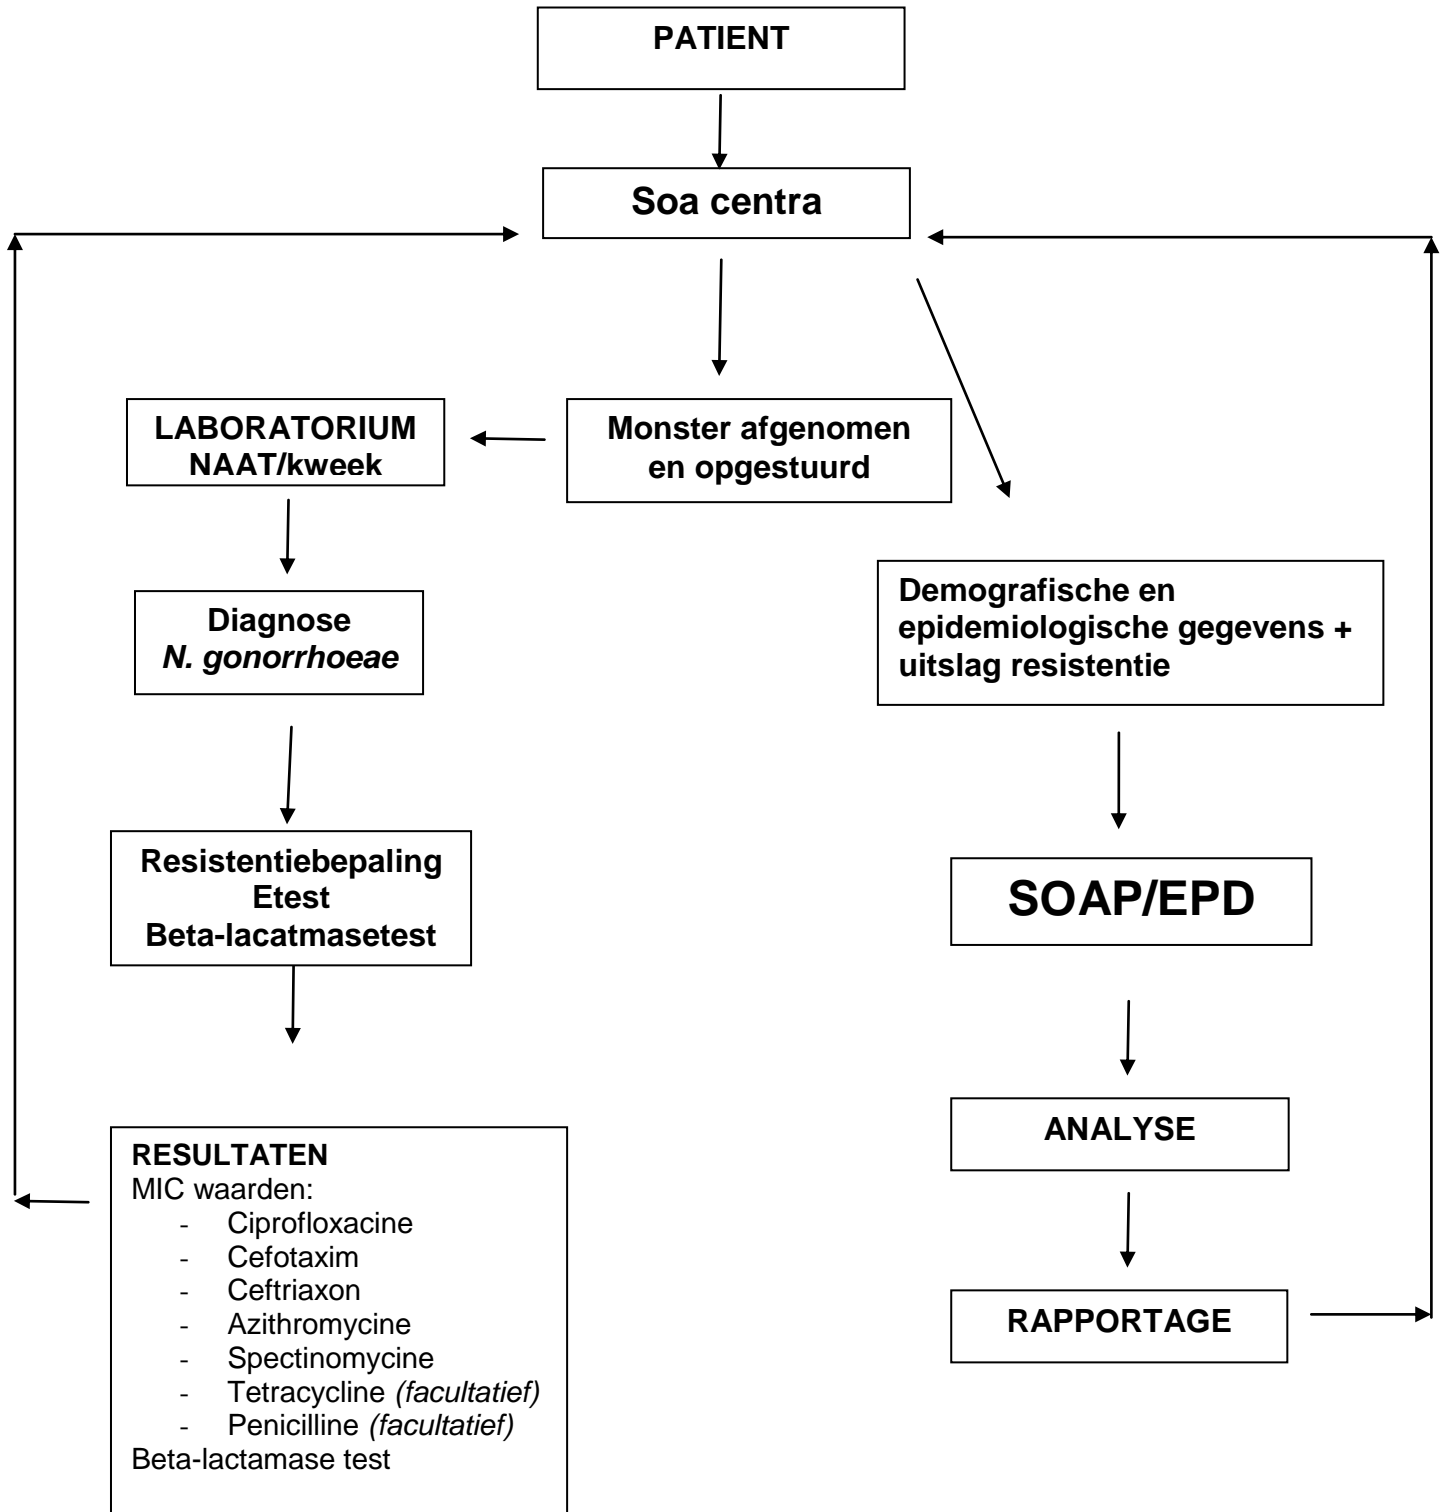 PATIENT
Soa centra
Monster afgenomen
en opgestuurd
LABORATORIUM
NAAT/kweek
Diagnose
N. gonorrhoeae
Resistentiebepaling
Etest
Beta-lacatmasetest
RESULTATEN
MIC waarden:
- Ciprofloxacine
- Cefotaxim
- Ceftriaxon
- Azithromycine
- Spectinomycine
- Tetracycline (facultatief)
- Penicilline (facultatief)
Beta-lactamase test
Demografische en
epidemiologische gegevens +
uitslag resistentie
SOAP/EPD
ANALYSE
RAPPORTAGE